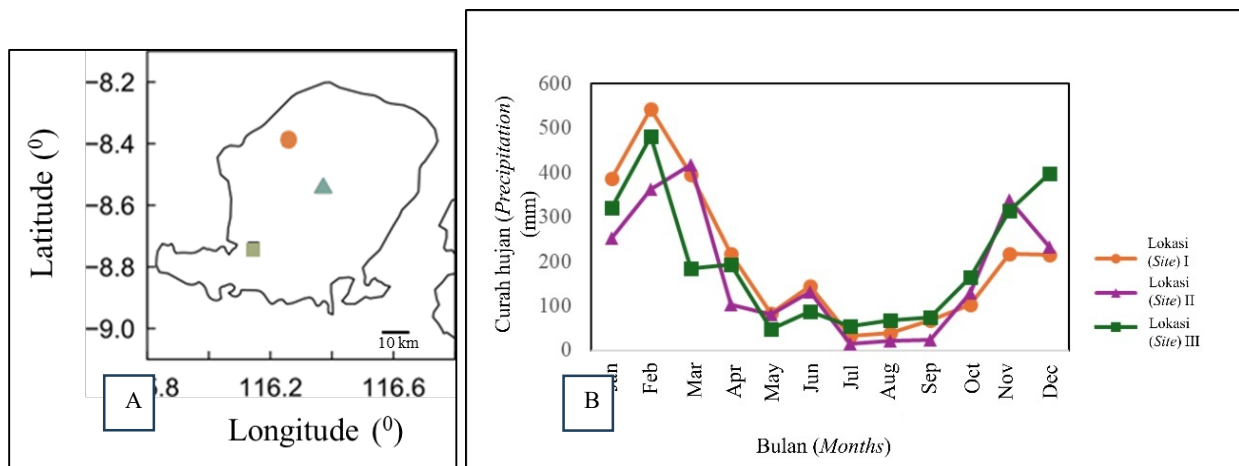 −8.2
−8.4
−8.6
−8.8
−9.0
Latitude (⁰)
10 km
.8
116.2
116.6
A
Longitude (⁰)
600
500
400
300
200
100
0
Curah hujan (Precipitation)
(mm)
Feb
Mar
Apr
May
Jun
Jul
Aug
Sep
Oct
Nov
Dec
B
Bulan (Months)
Lokasi
(Site) I
Lokasi
(Site) II
Lokasi
(Site) III